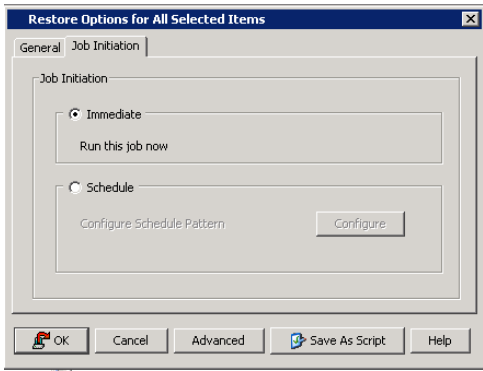 Restore Options for All Selected Items
General Job Initiation
Job Initiation
Immediate
Run this job now
Schedule
Configure Schedule Pattern Configure
OK Cancel Advanced Save As Script Help